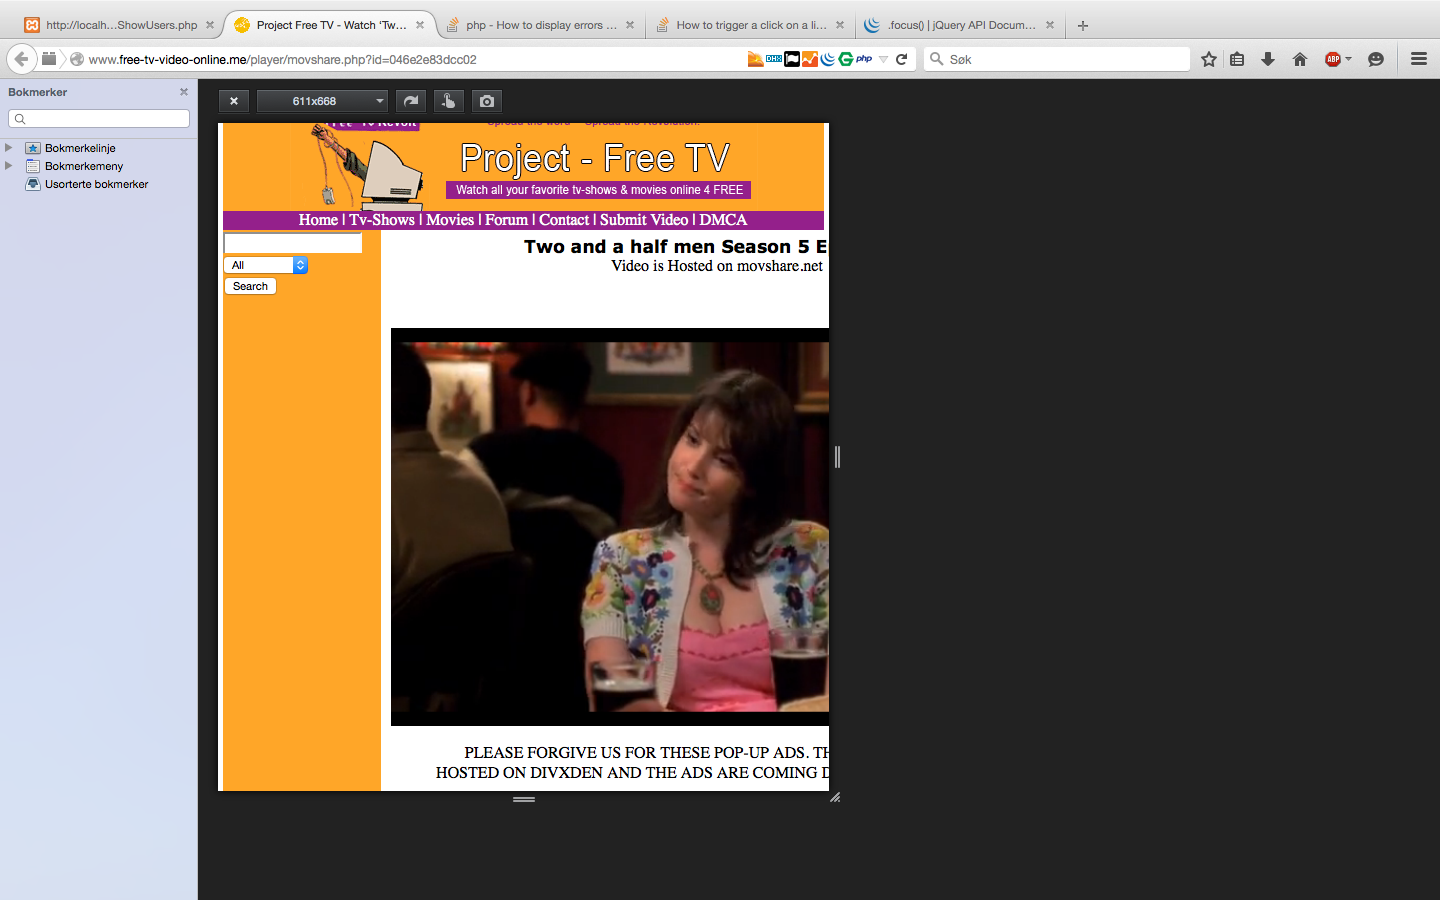 http://localh...ShowUsers.php
Project Free TV - Watch ‘Tw...
php - How to display errors ...
How to trigger a click on a li...
.focus() | jQuery API Docum...
www.free-tv-video-online.me/player/movshare.php?id=046e2e83dcc02
DHX
php
Søk
ABP
Bokmerker
611x668
Bokmerkelinje
Bokmerkemeny
Usorterte bokmerker
Project - Free TV
Watch all your favorite tv-shows & movies online 4 FREE
Home | Tv-Shows | Movies | Forum | Contact | Submit Video | DMCA
Two and a half men Season 5 E
Video is Hosted on movshare.net
All
Search
PLEASE FORGIVE US FOR THESE POP-UP ADS. TH
HOSTED ON DIVXDEN AND THE ADS ARE COMING D